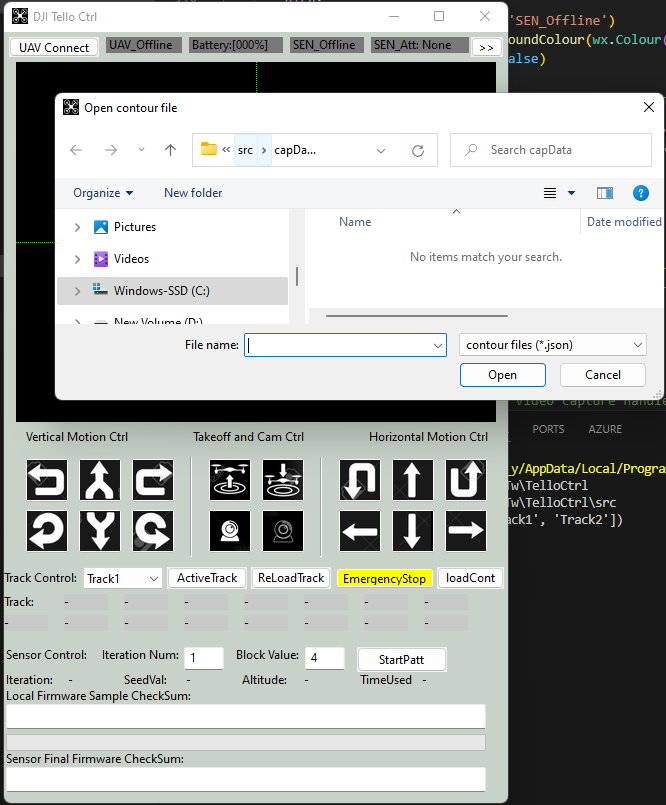 DJI Tello Ctrl
'SEN_Offline')
UAV Connect UAV_Offline Battery:[000%] SEN_Offline SEN_Att: None >>
oundColour(wx.Colour(
alse)
Open contour file
« src › capDa... Search capData
Organize New folder
Name Date modified
Pictures
Videos
No items match your search.
Windows-SSD (C:)
New Volume (D:)
File name: contour files (*.json)
Open Cancel
video capture handle
Vertical Motion Ctrl Takeoff and Cam Ctrl Horizontal Motion Ctrl
PORTS AZURE
y/AppData/Local/Progra
Tw\TelloCtrl
Tw\TelloCtrl\src
ack1', 'Track2'])
Track Control: Track1 ActiveTrack ReLoadTrack EmergencyStop loadCont
Track: - - - - - - -
- - - - - - - -
Sensor Control: Iteration Num: 1 Block Value: 4 StartPatt
Iteration: - SeedVal: - Altitude: - TimeUsed -
Local Firmware Sample CheckSum:
Sensor Final Firmware CheckSum: